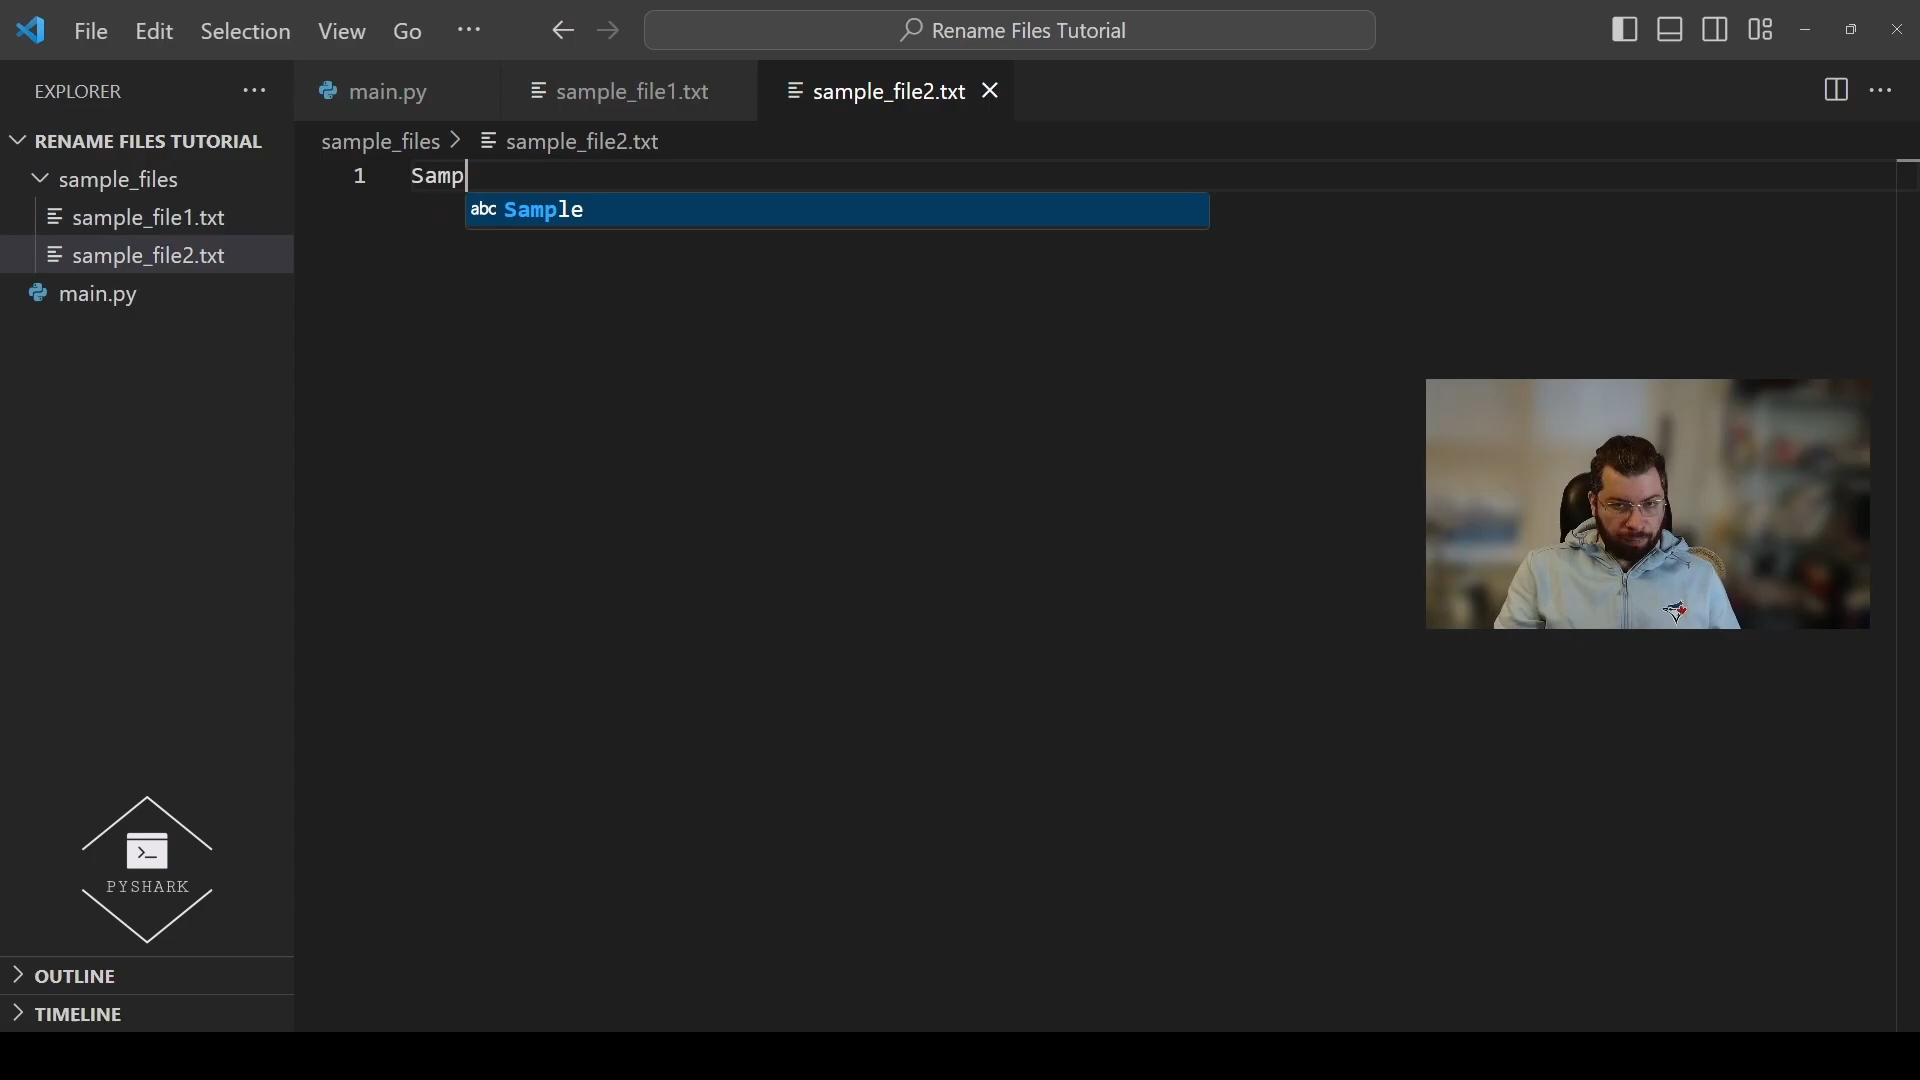 File Edit Selection View Go ...
Rename Files Tutorial
EXPLORER ...
main.py
sample_file1.txt
sample_file2.txt
...
RENAME FILES TUTORIAL
sample_files
sample_file1.txt
sample_file2.txt
main.py
sample_files > sample_file2.txt
1 Samp
abc Sample
>_
PYSHARK
OUTLINE
TIMELINE